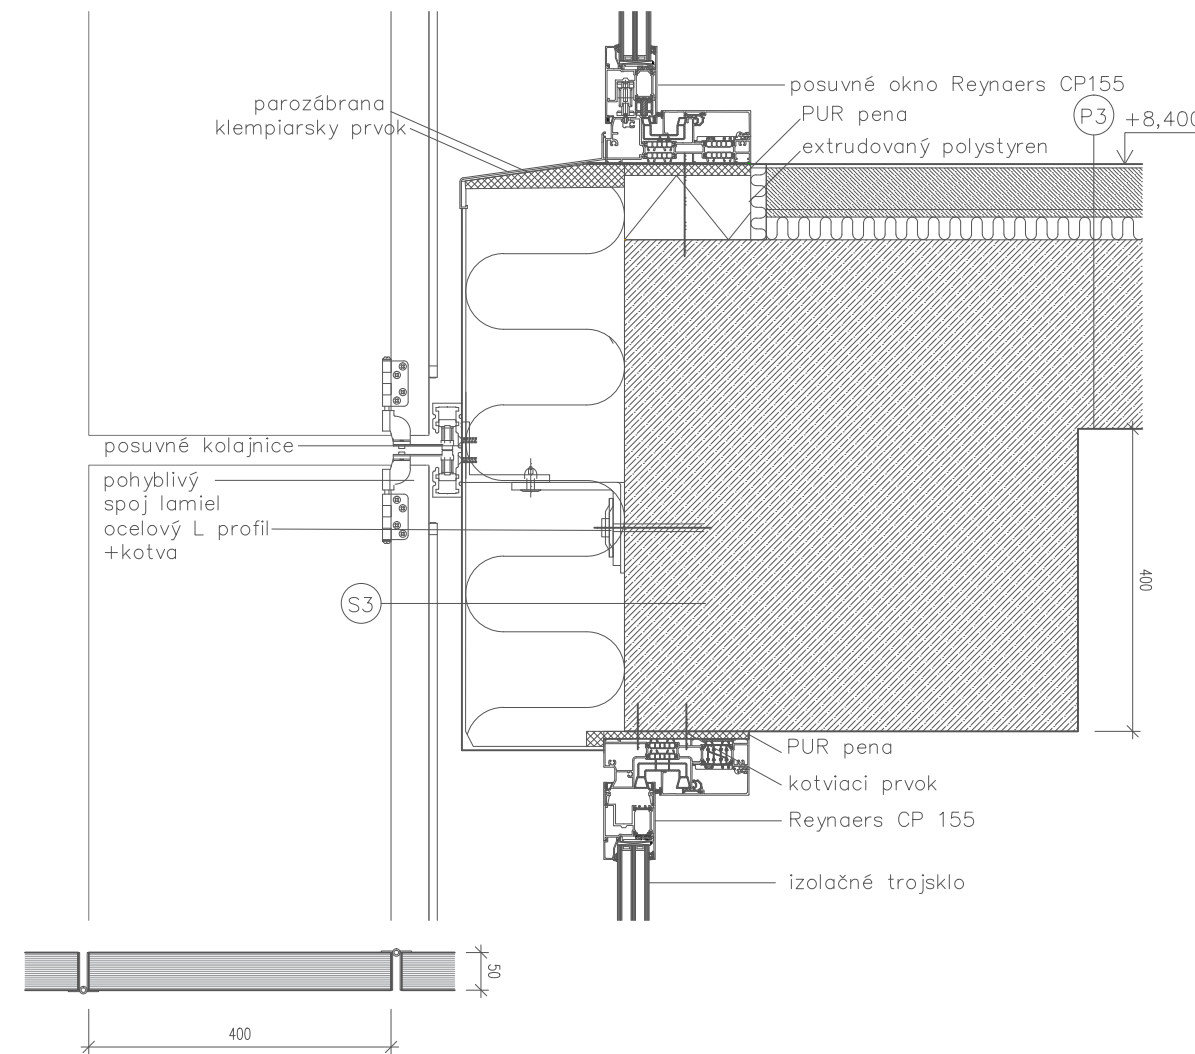 posuvné okno Reynaers CP155
parozábrana
klempiarsky prvok
PUR pena
P3
+8,400
extrudovaný polystyren
posuvné kolajnice
pohyblivý
spoj lamiel
ocelový L profil
+kotva
400
S3
PUR pena
kotviaci prvok
Reynaers CP 155
izolačné trojsklo
50
400